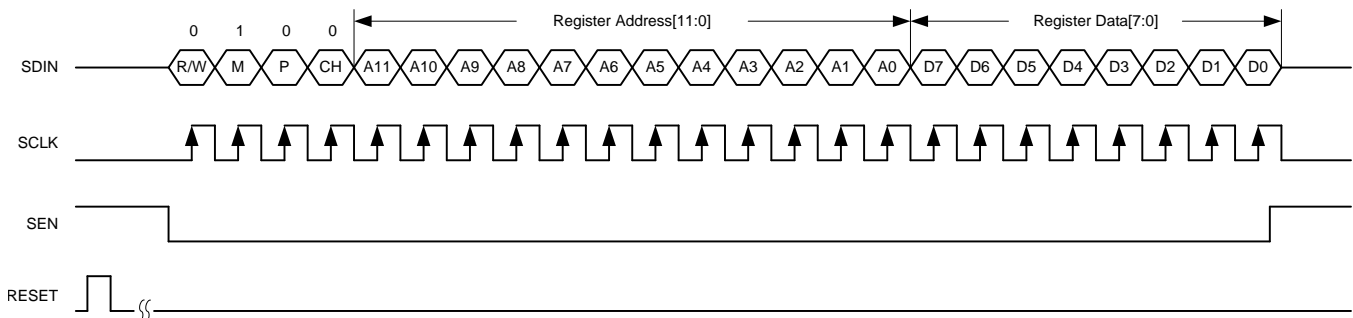 0 1 0 0 Register Address[11:0] Register Data[7:0]
SDIN R/W M P CH A11 A10 A9 A8 A7 A6 A5 A4 A3 A2 A1 A0 D7 D6 D5 D4 D3 D2 D1 D0
SCLK
SEN
RESET